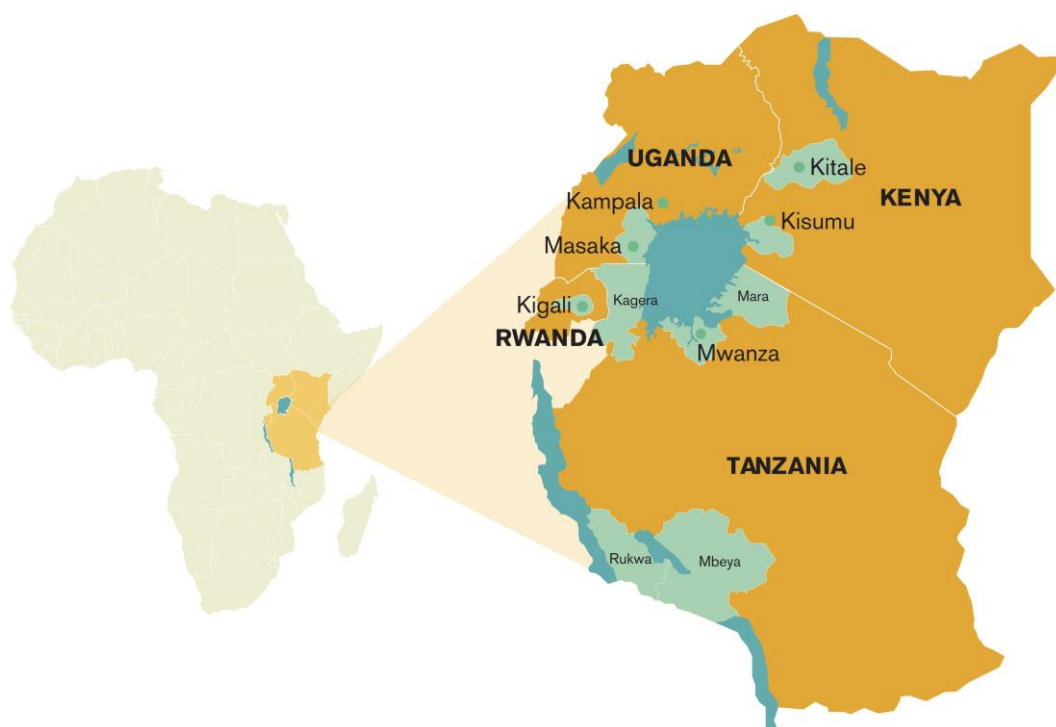 UGANDA
Kitale
KENYA
Kampala
Kisumu
Masaka
Kigali
Kagera
Mara
RWANDA
Mwanza
TANZANIA
Rukwa
Mbeya